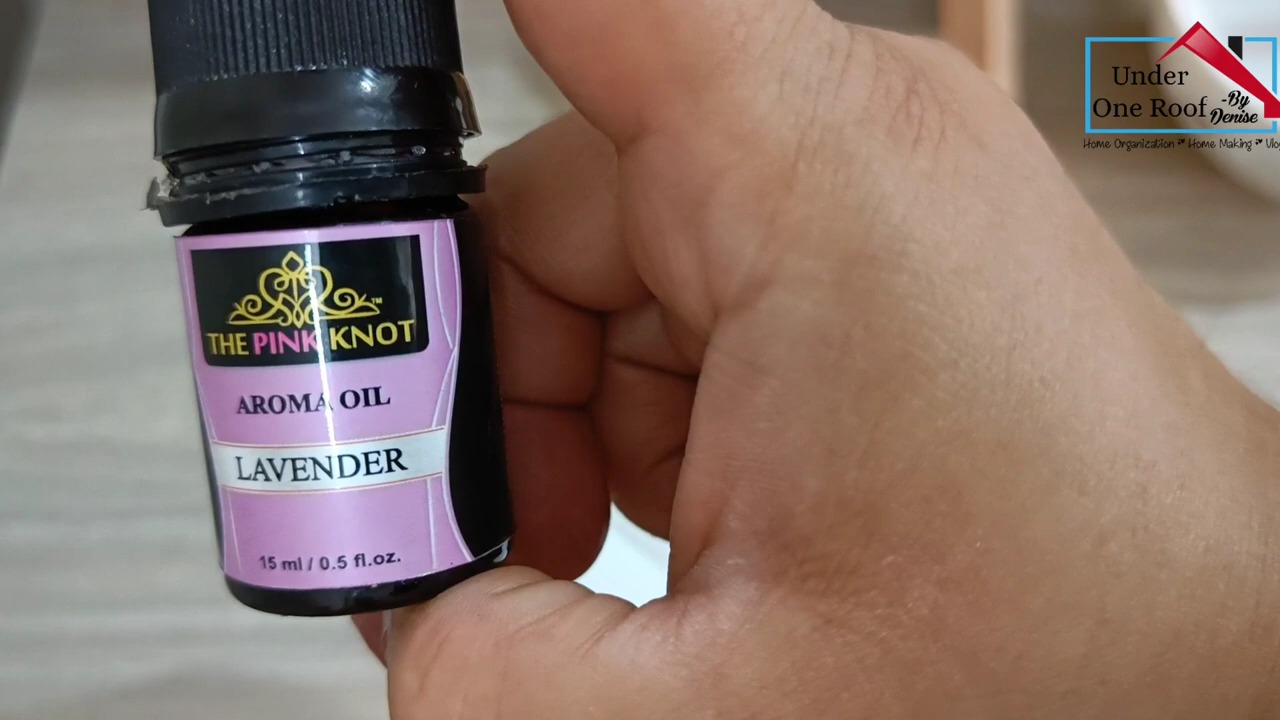 THE PINK KNOT™
AROMA OIL
LAVENDER
15 ml / 0.5 fl.oz.
Under
One Roof -By
Denise
Home Organization Home Making